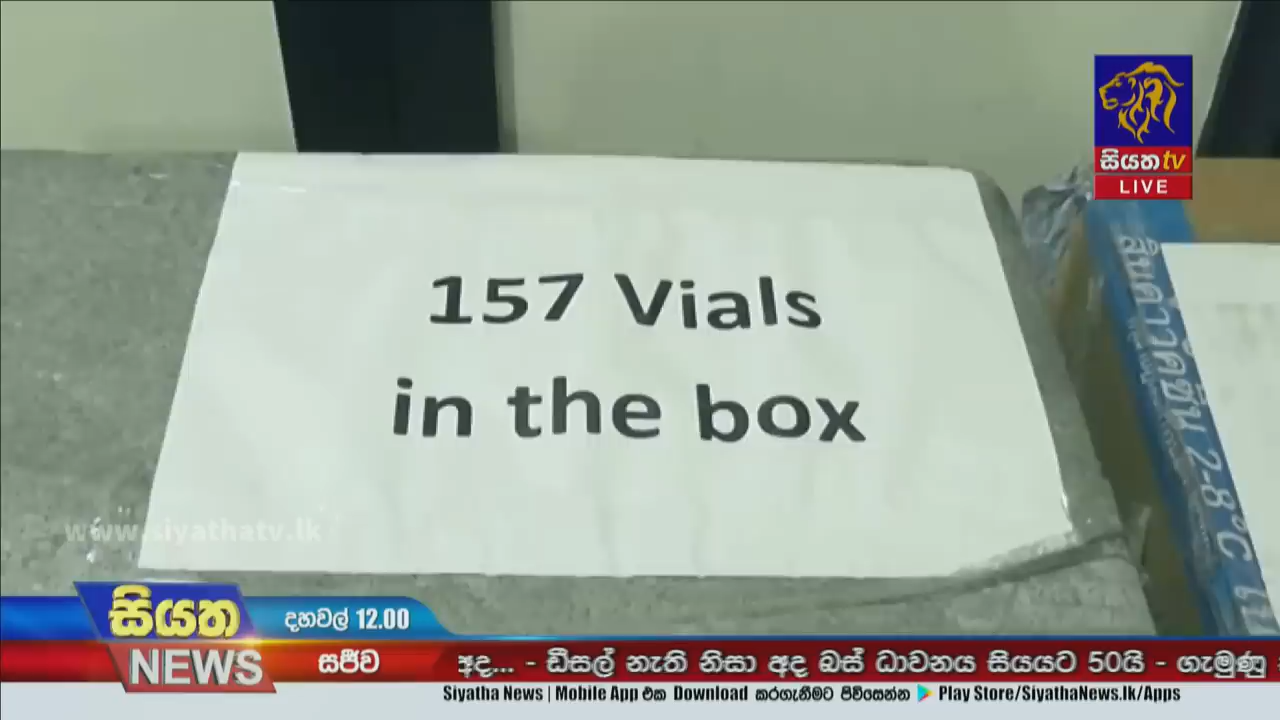 සියත tv
LIVE
157 Vials
in the box
2-8°C
www.siyathatv.lk
සියත
දහවල් 12.00
NEWS
සජීව
අද... - ඩීසල් නැති නිසා අද බස් ධාවනය සියයට 50යි - ගැමුණු
Siyatha News | Mobile App එක Download කරගැනීමට පිවිසෙන්න Play Store/SiyathaNews.lk/Apps